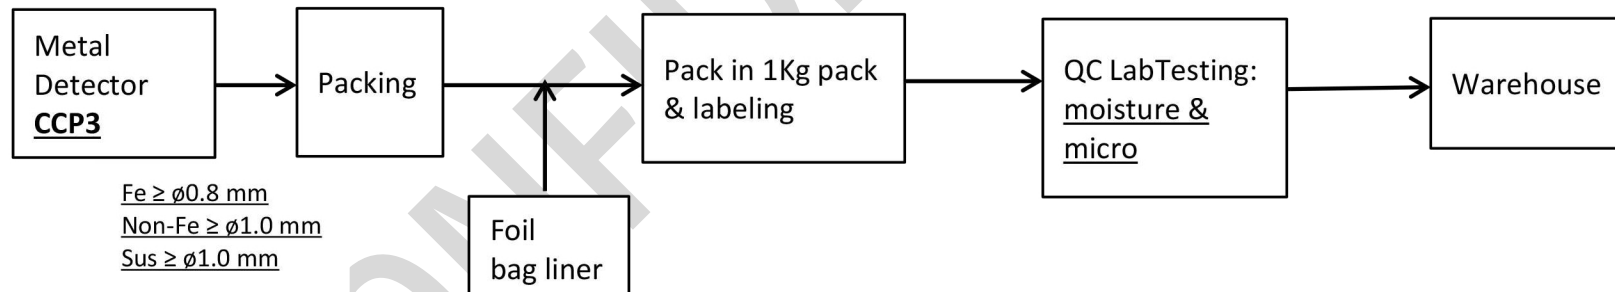 Metal
Detector
CCP3
Packing
Pack in 1Kg pack
& labeling
QC LabTesting:
moisture &
micro
Warehouse
Fe ≥ ø0.8 mm
Non-Fe ≥ ø1.0 mm
Sus ≥ ø1.0 mm
Foil
bag liner